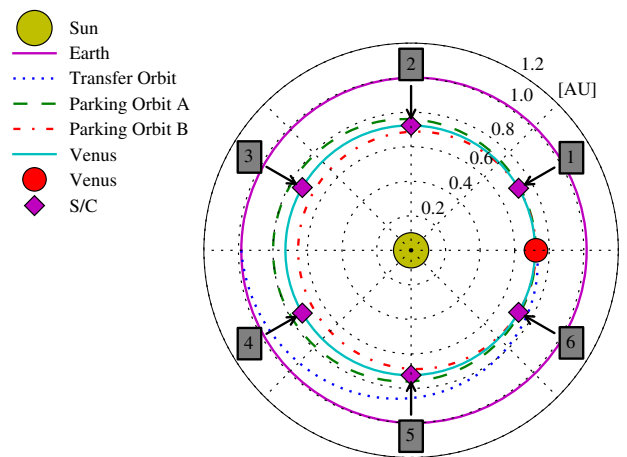 Sun
Earth
Transfer Orbit
Parking Orbit A
Parking Orbit B
Venus
Venus
S/C
2
1.2
[AU]
1.0
0.8
3
1
0.6
0.4
0.2
4
6
5